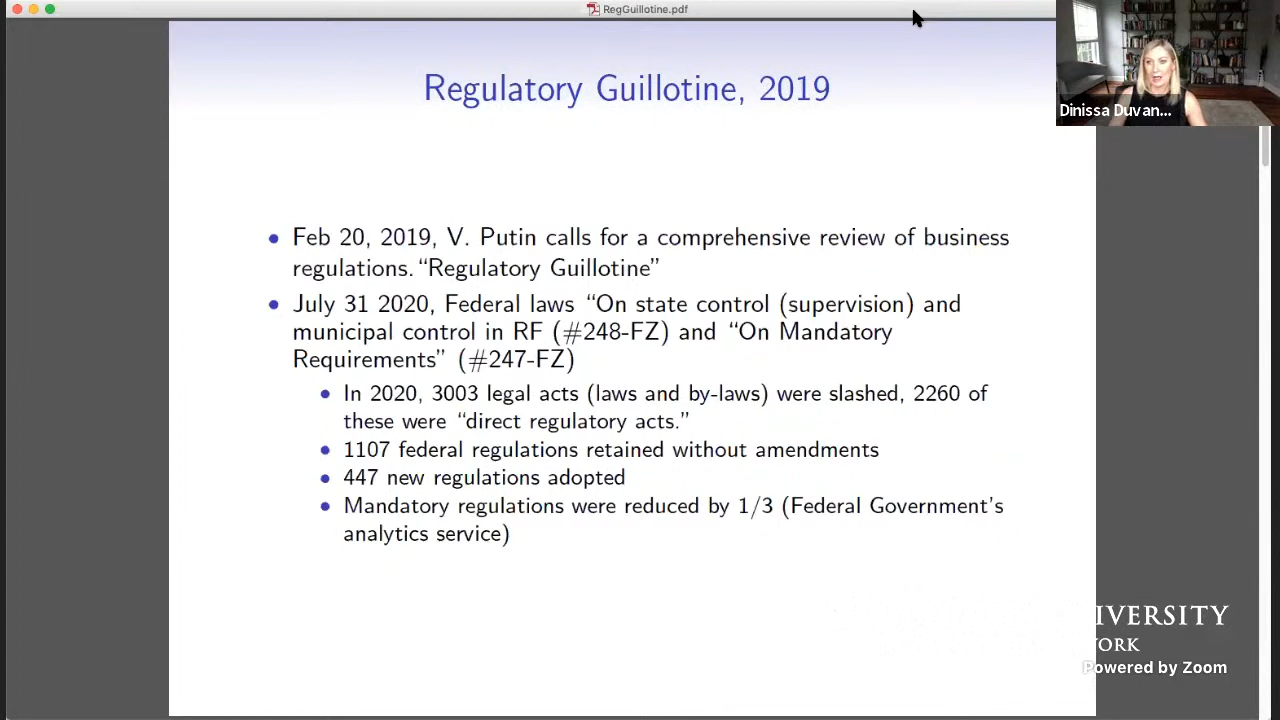 RegGuillotine.pdf
Dinissa Duvan...
Regulatory Guillotine, 2019
• Feb 20, 2019, V. Putin calls for a comprehensive review of business
regulations. “Regulatory Guillotine”
• July 31 2020, Federal laws “On state control (supervision) and
municipal control in RF (#248-FZ) and “On Mandatory
Requirements” (#247-FZ)
• In 2020, 3003 legal acts (laws and by-laws) were slashed, 2260 of
these were “direct regulatory acts.”
• 1107 federal regulations retained without amendments
• 447 new regulations adopted
• Mandatory regulations were reduced by 1/3 (Federal Government’s
analytics service)
IVERSITY
ORK
Powered by Zoom